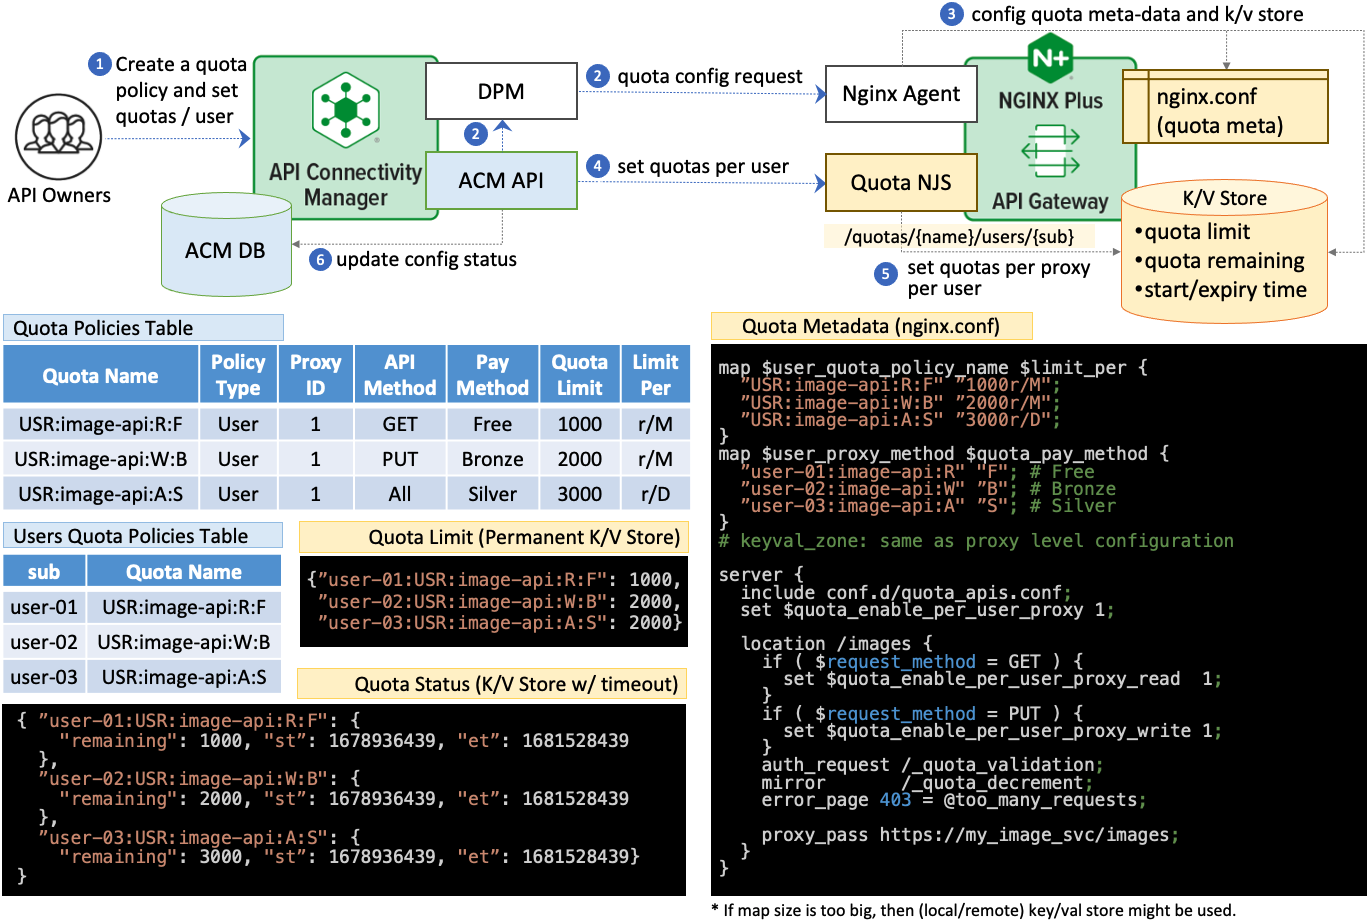 3 config quota meta-data and k/v store
1 Create a quota
policy and set
quotas / user
API Owners
API Connectivity
Manager
DPM
2
ACM API
2 quota config request
4 set quotas per user
Nginx Agent
Quota NJS
N+
NGINX Plus
API Gateway
nginx.conf
(quota meta)
/quotas/{name}/users/{sub}
5 set quotas per proxy
per user
K/V Store
•quota limit
•quota remaining
•start/expiry time
ACM DB
6 update config status
Quota Policies Table
Quota Name Policy Type Proxy ID API Method Pay Method Quota Limit Limit Per
USR:image-api:R:F User 1 GET Free 1000 r/M
USR:image-api:W:B User 1 PUT Bronze 2000 r/M
USR:image-api:A:S User 1 All Silver 3000 r/D
Users Quota Policies Table
sub Quota Name
user-01 USR:image-api:R:F
user-02 USR:image-api:W:B
user-03 USR:image-api:A:S
Quota Limit (Permanent K/V Store)
{”user-01:USR:image-api:R:F": 1000,
”user-02:USR:image-api:W:B": 2000,
”user-03:USR:image-api:A:S": 2000}
Quota Status (K/V Store w/ timeout)
{ ”user-01:USR:image-api:R:F": {
"remaining": 1000, "st”: 1678936439, "et”: 1681528439
},
"user-02:USR:image-api:W:B": {
"remaining": 2000, "st”: 1678936439, "et”: 1681528439
},
”user-03:USR:image-api:A:S": {
"remaining": 3000, "st”: 1678936439, "et”: 1681528439}
}
Quota Metadata (nginx.conf)
map $user_quota_policy_name $limit_per {
”USR:image-api:R:F" ”1000r/M";
”USR:image-api:W:B" ”2000r/M";
”USR:image-api:A:S" ”3000r/D";
}
map $user_proxy_method $quota_pay_method {
”user-01:image-api:R" "F"; # Free
”user-02:image-api:W" ”B"; # Bronze
”user-03:image-api:A" ”S"; # Silver
}
# keyval_zone: same as proxy level configuration
server {
include conf.d/quota_apis.conf;
set $quota_enable_per_user_proxy 1;
location /images {
if ( $request_method = GET ) {
set $quota_enable_per_user_proxy_read 1;
}
if ( $request_method = PUT ) {
set $quota_enable_per_user_proxy_write 1;
}
auth_request /_quota_validation;
mirror /_quota_decrement;
error_page 403 = @too_many_requests;
proxy_pass https://my_image_svc/images;
}
}
* If map size is too big, then (local/remote) key/val store might be used.